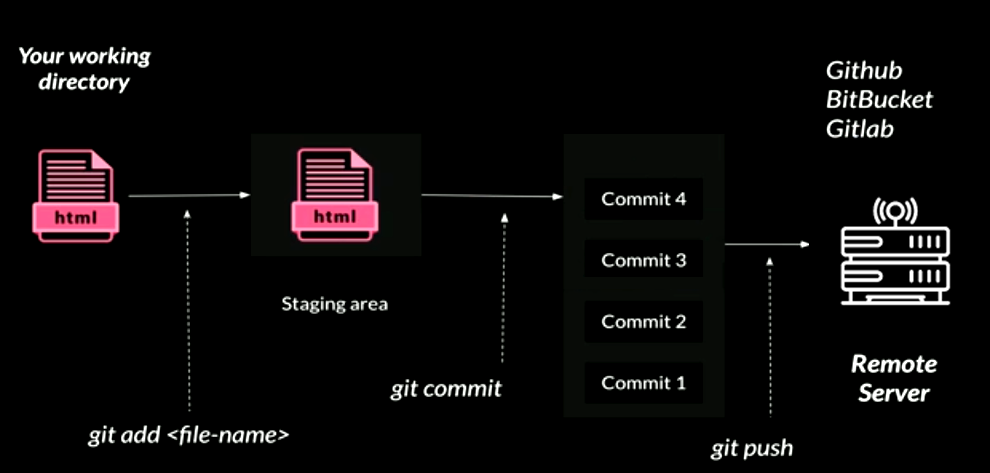 Your working
directory
html
git add <file-name>
html
Staging area
git commit
Commit 4
Commit 3
Commit 2
Commit 1
git push
Github
BitBucket
Gitlab
Remote
Server